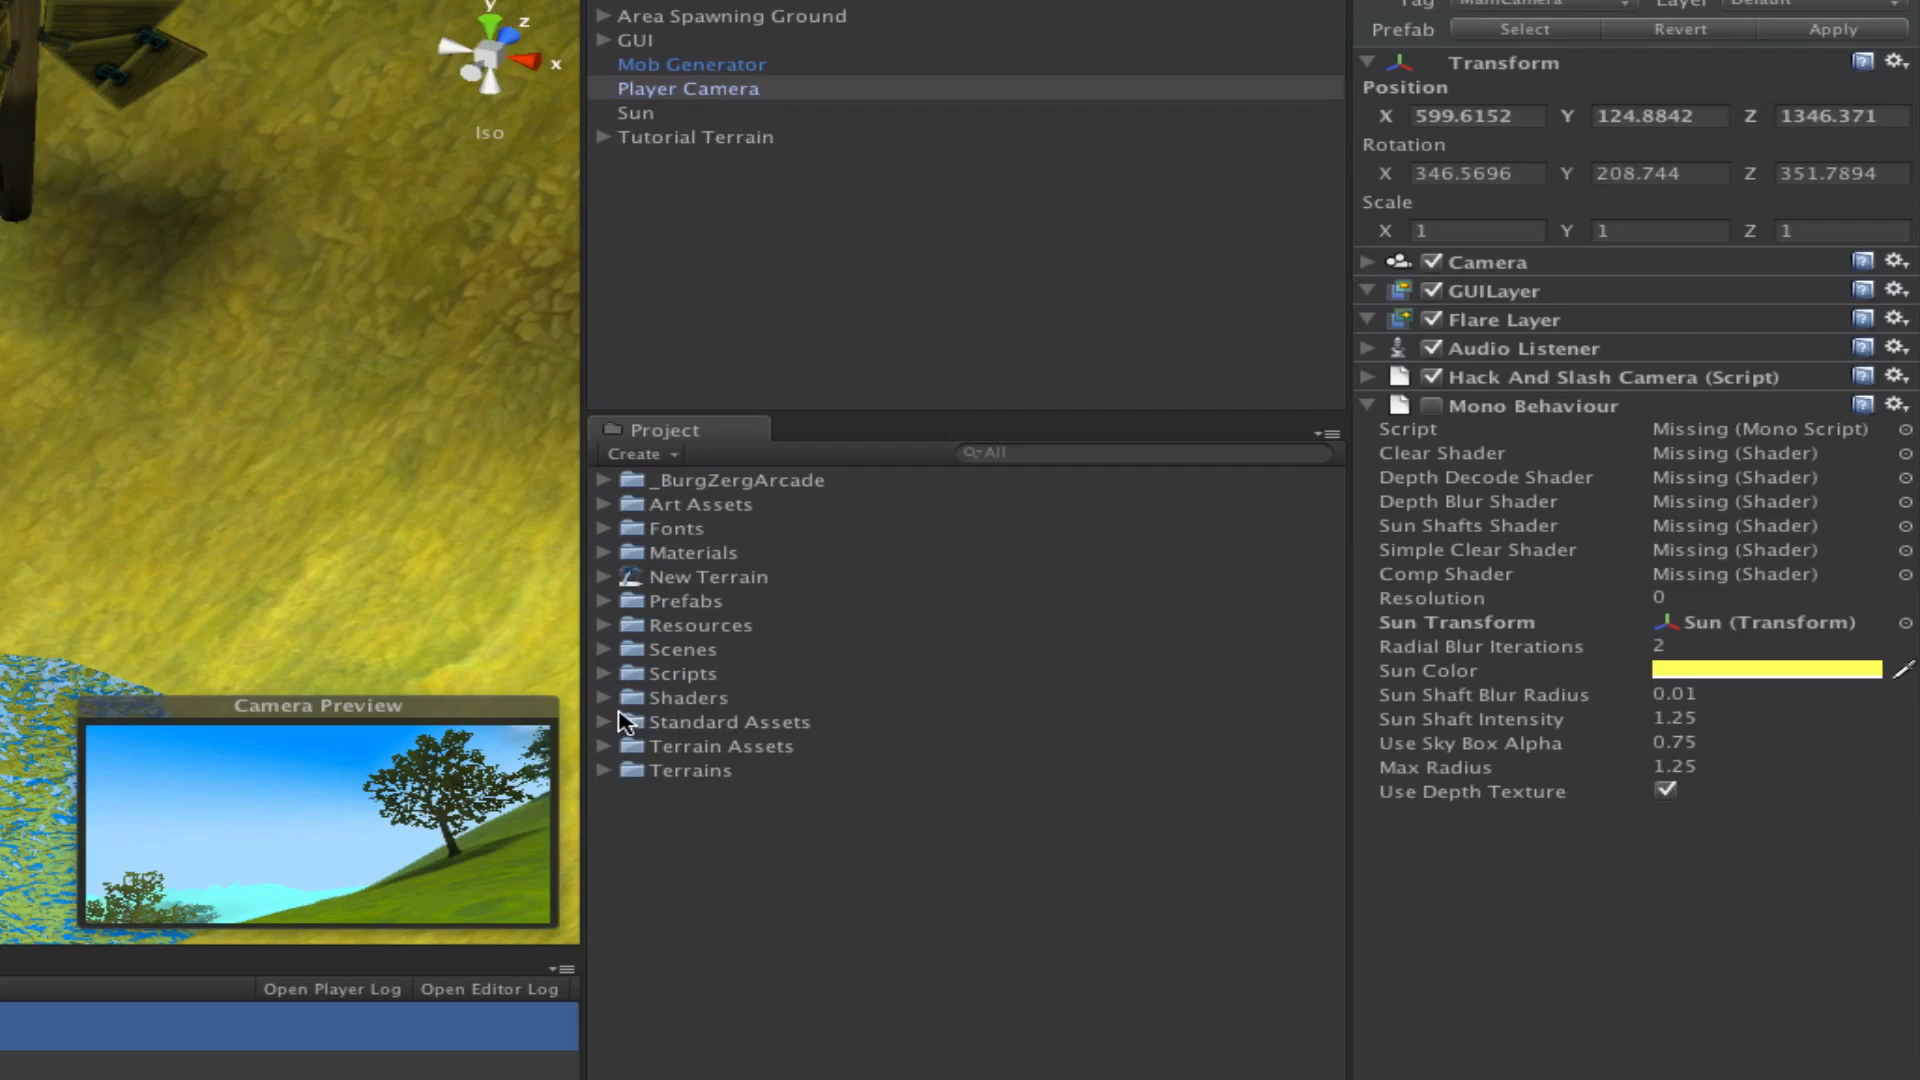 y
z
x
Iso
Camera Preview
Open Player Log
Open Editor Log
Area Spawning Ground
GUI
Mob Generator
Player Camera
Sun
Tutorial Terrain
Project
Create
All
_BurgZergArcade
Art Assets
Fonts
Materials
New Terrain
Prefabs
Resources
Scenes
Scripts
Shaders
Standard Assets
Terrain Assets
Terrains
Tag MainCamera Layer Default
Prefab Select Revert Apply
Transform
Position
X 599.6152 Y 124.8842 Z 1346.371
Rotation
X 346.5696 Y 208.744 Z 351.7894
Scale
X 1 Y 1 Z 1
Camera
GUILayer
Flare Layer
Audio Listener
Hack And Slash Camera (Script)
Mono Behaviour
Script Missing (Mono Script)
Clear Shader Missing (Shader)
Depth Decode Shader Missing (Shader)
Depth Blur Shader Missing (Shader)
Sun Shafts Shader Missing (Shader)
Simple Clear Shader Missing (Shader)
Comp Shader Missing (Shader)
Resolution 0
Sun Transform Sun (Transform)
Radial Blur Iterations 2
Sun Color
Sun Shaft Blur Radius 0.01
Sun Shaft Intensity 1.25
Use Sky Box Alpha 0.75
Max Radius 1.25
Use Depth Texture